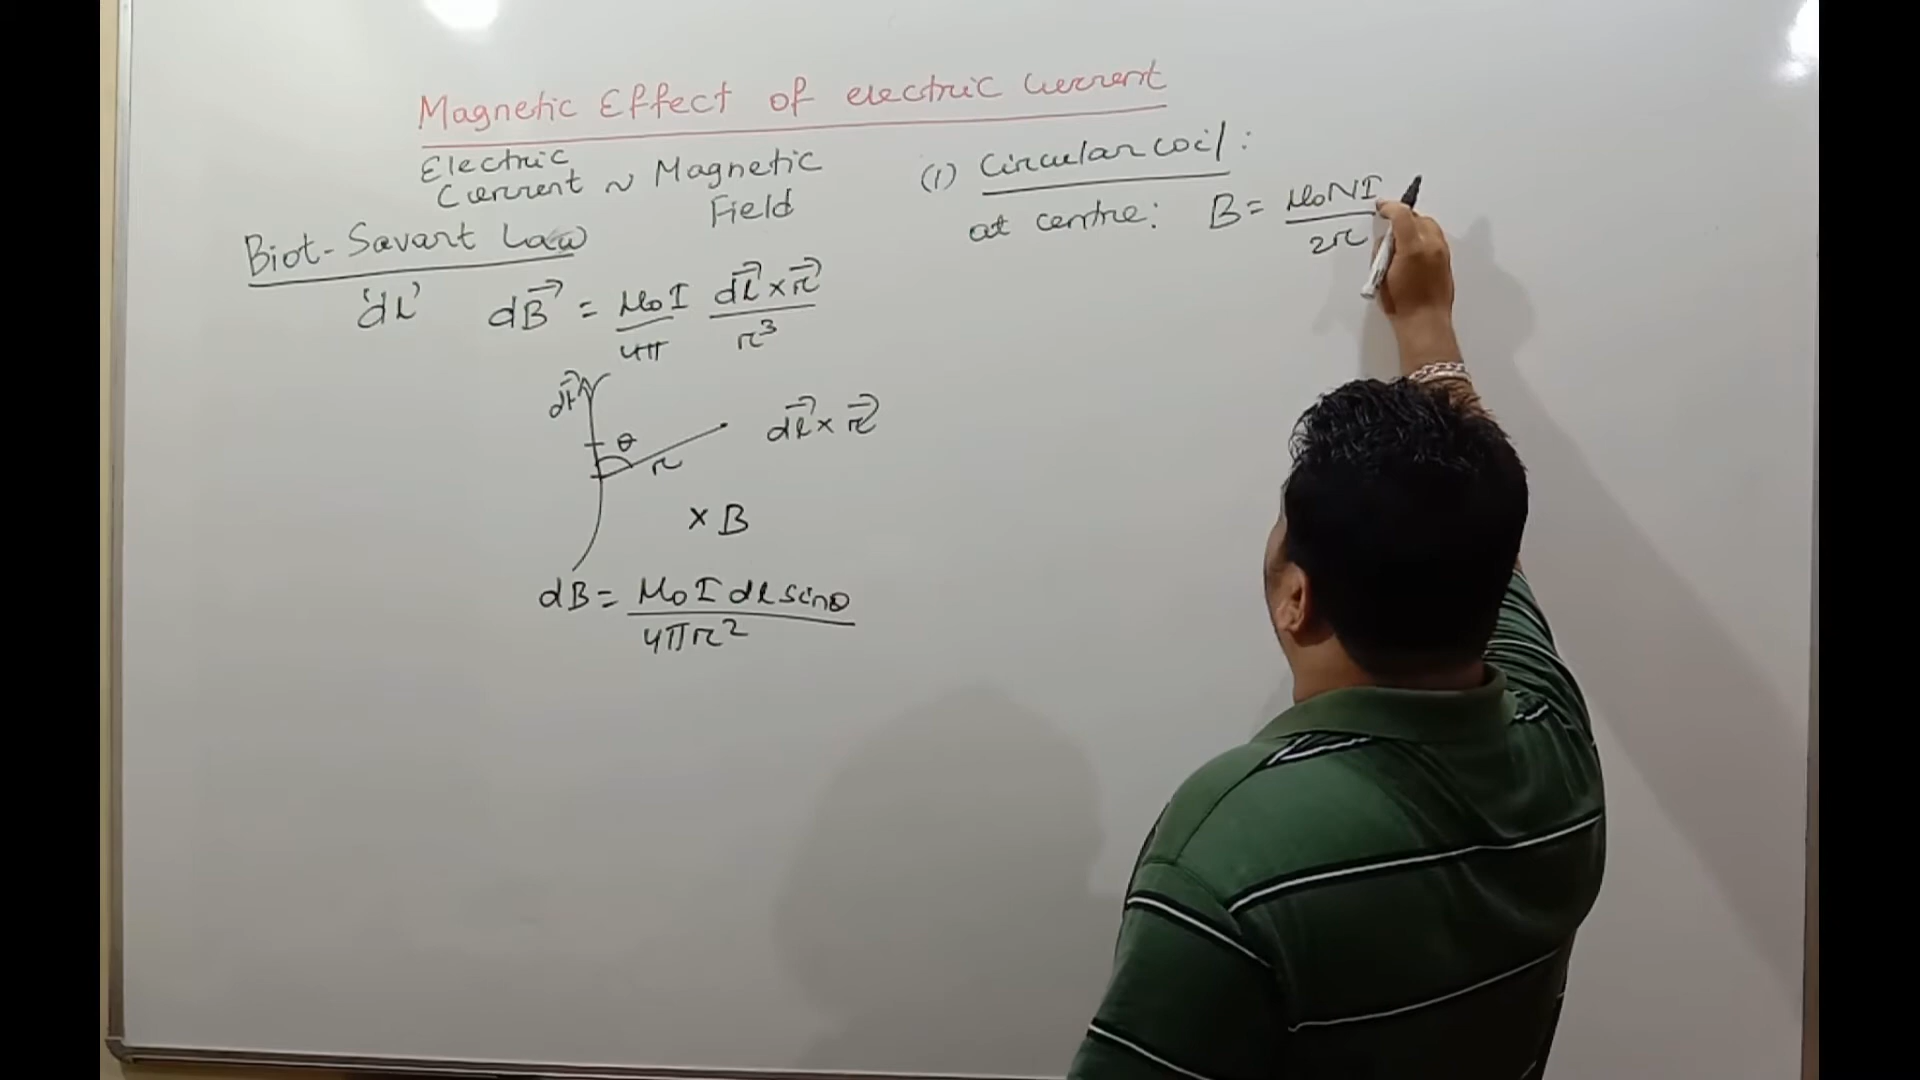 Magnetic Effect of electric Current
Electric
Current ~ Magnetic
Field
Biot-Savart Law
'dl' dB⃗ = μ₀I/4π dl⃗ × r⃗/r³
dl⃗
θ
r
dl⃗ × r⃗
× B
dB = μ₀ I dl sinθ/4πr²
(1) Circular coil:
at centre: B = μ₀NI/2r